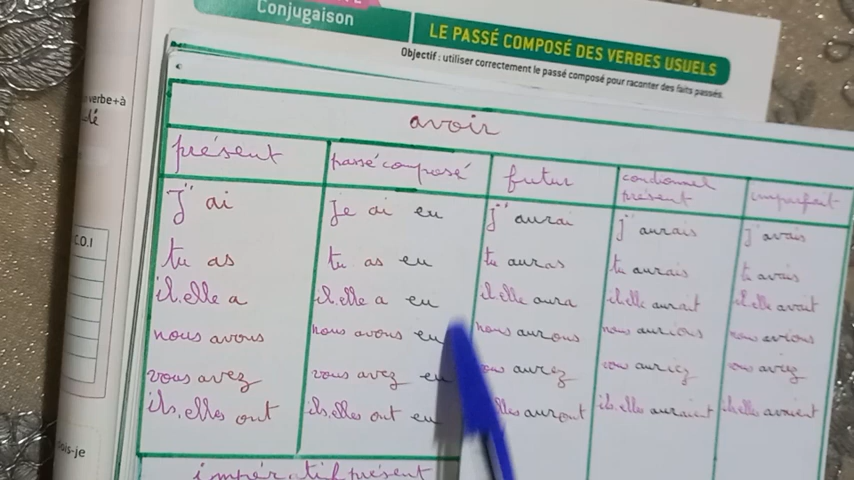 Conjugaison
LE PASSÉ COMPOSÉ DES VERBES USUELS
Objectif : utiliser correctement le passé composé pour raconter des faits passés.
verbe+à
C.O.I
avoir
présent passé composé futur conditionnel présent imparfait
j' ai je ai eu j' aurai j' aurais j' avais
tu as tu as eu tu auras tu aurais tu avais
il.elle a il.elle a eu il.elle aura il.elle aurait il.elle avait
nous avons nous avons eu nous aurons nous aurions nous avions
vous avez vous avez eu vous aurez vous auriez vous aviez
ils.elles ont ils.elles ont eu elles auront ils.elles auraient ils.elles avaient
impératif présent